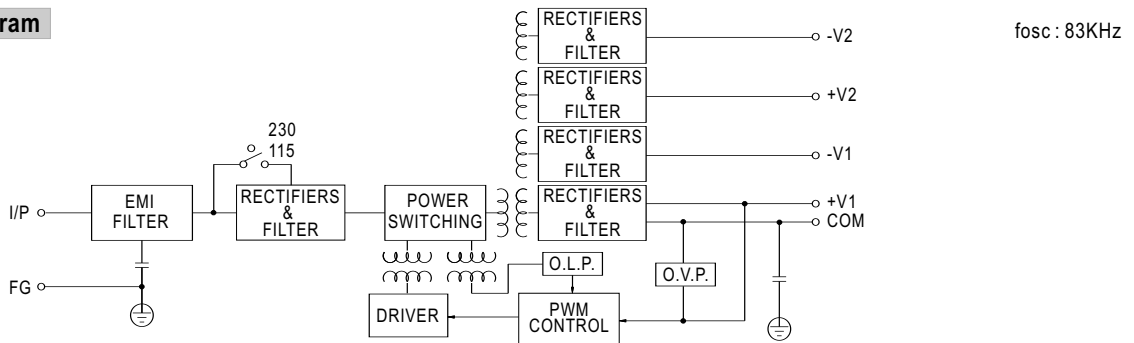 ram
fosc : 83KHz
RECTIFIERS
&
FILTER
-V2
RECTIFIERS
&
FILTER
+V2
RECTIFIERS
&
FILTER
-V1
230
115
I/P
EMI
FILTER
RECTIFIERS
&
FILTER
POWER
SWITCHING
RECTIFIERS
&
FILTER
+V1
COM
FG
O.L.P.
O.V.P.
DRIVER
PWM
CONTROL